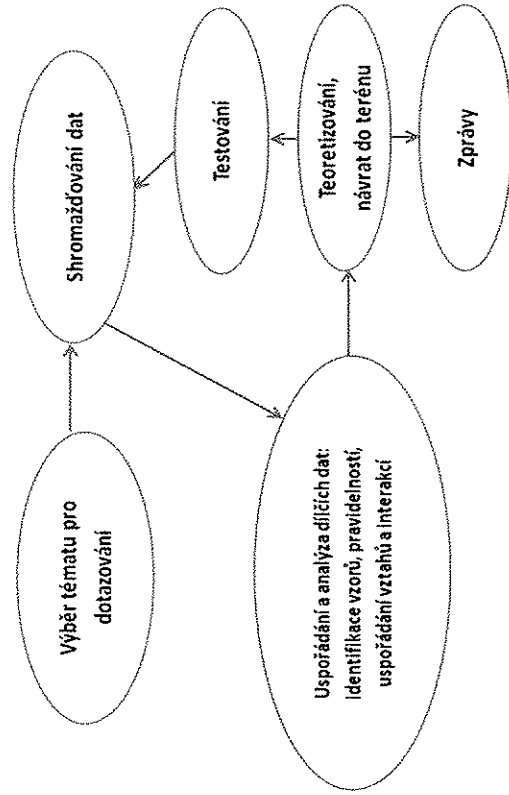 Výběr tématu pro
dotazování
Shromažďování dat
Testování
Uspořádání a analýza dílčích dat:
identifikace vzorů, pravidelností,
uspořádání vztahů a interakcí
Teoretizování,
návrat do terénu
Zprávy